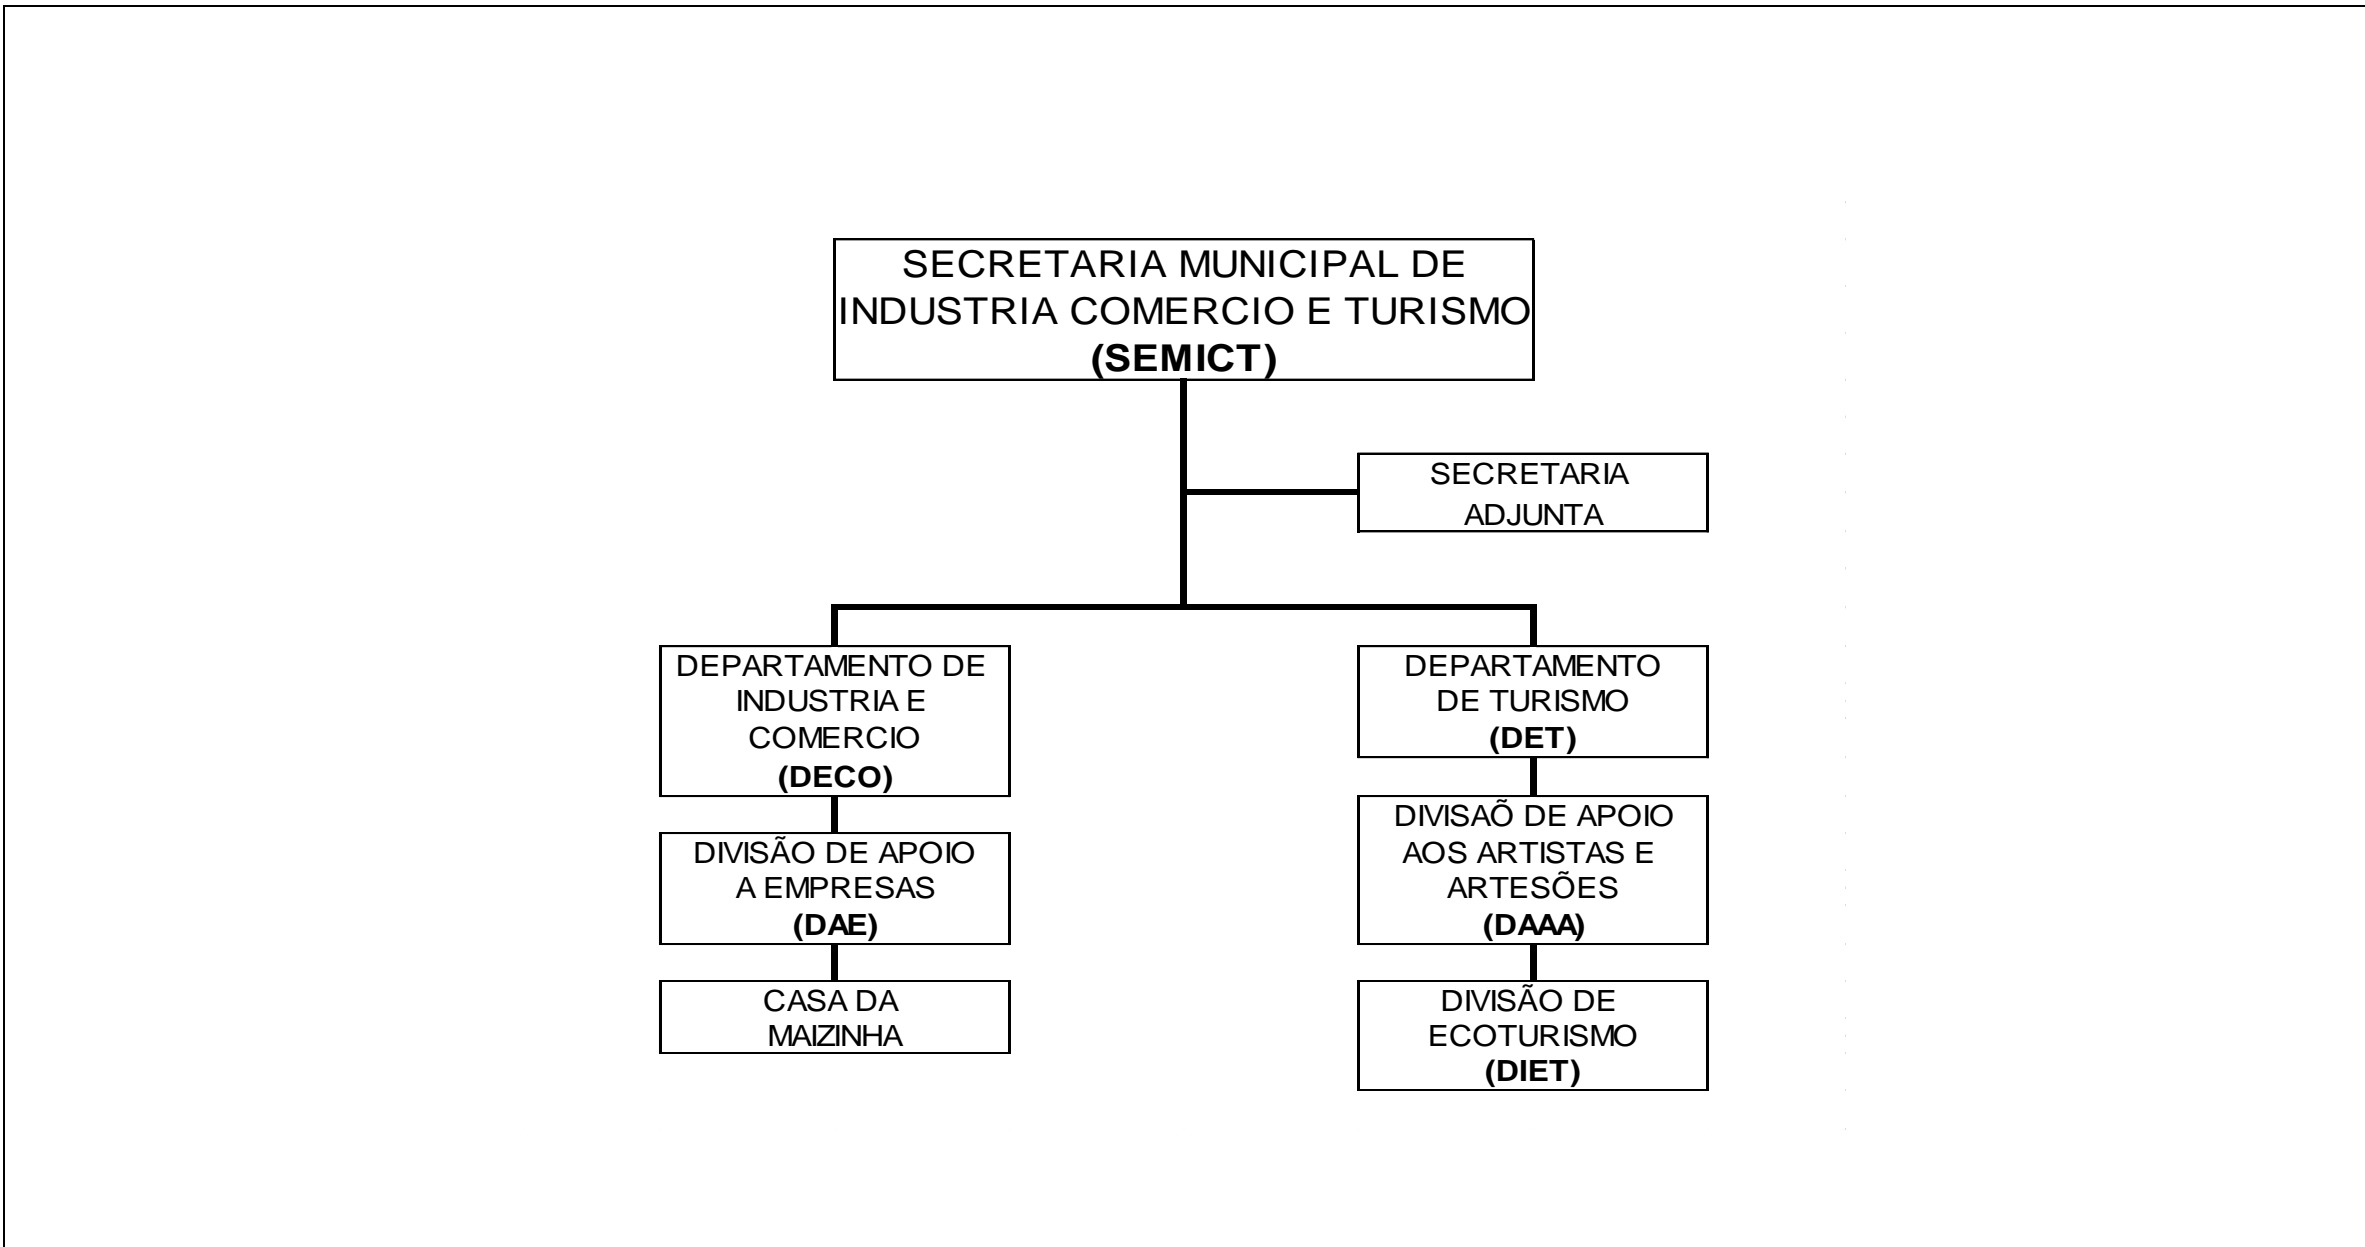 SECRETARIA MUNICIPAL DE
INDUSTRIA COMERCIO E TURISMO
(SEMICT)
SECRETARIA
ADJUNTA
DEPARTAMENTO DE
INDUSTRIA E
COMERCIO
(DECO)
DEPARTAMENTO
DE TURISMO
(DET)
DIVISÃO DE APOIO
A EMPRESAS
(DAE)
DIVISAÕ DE APOIO
AOS ARTISTAS E
ARTESÕES
(DAAA)
CASA DA
MAIZINHA
DIVISÃO DE
ECOTURISMO
(DIET)